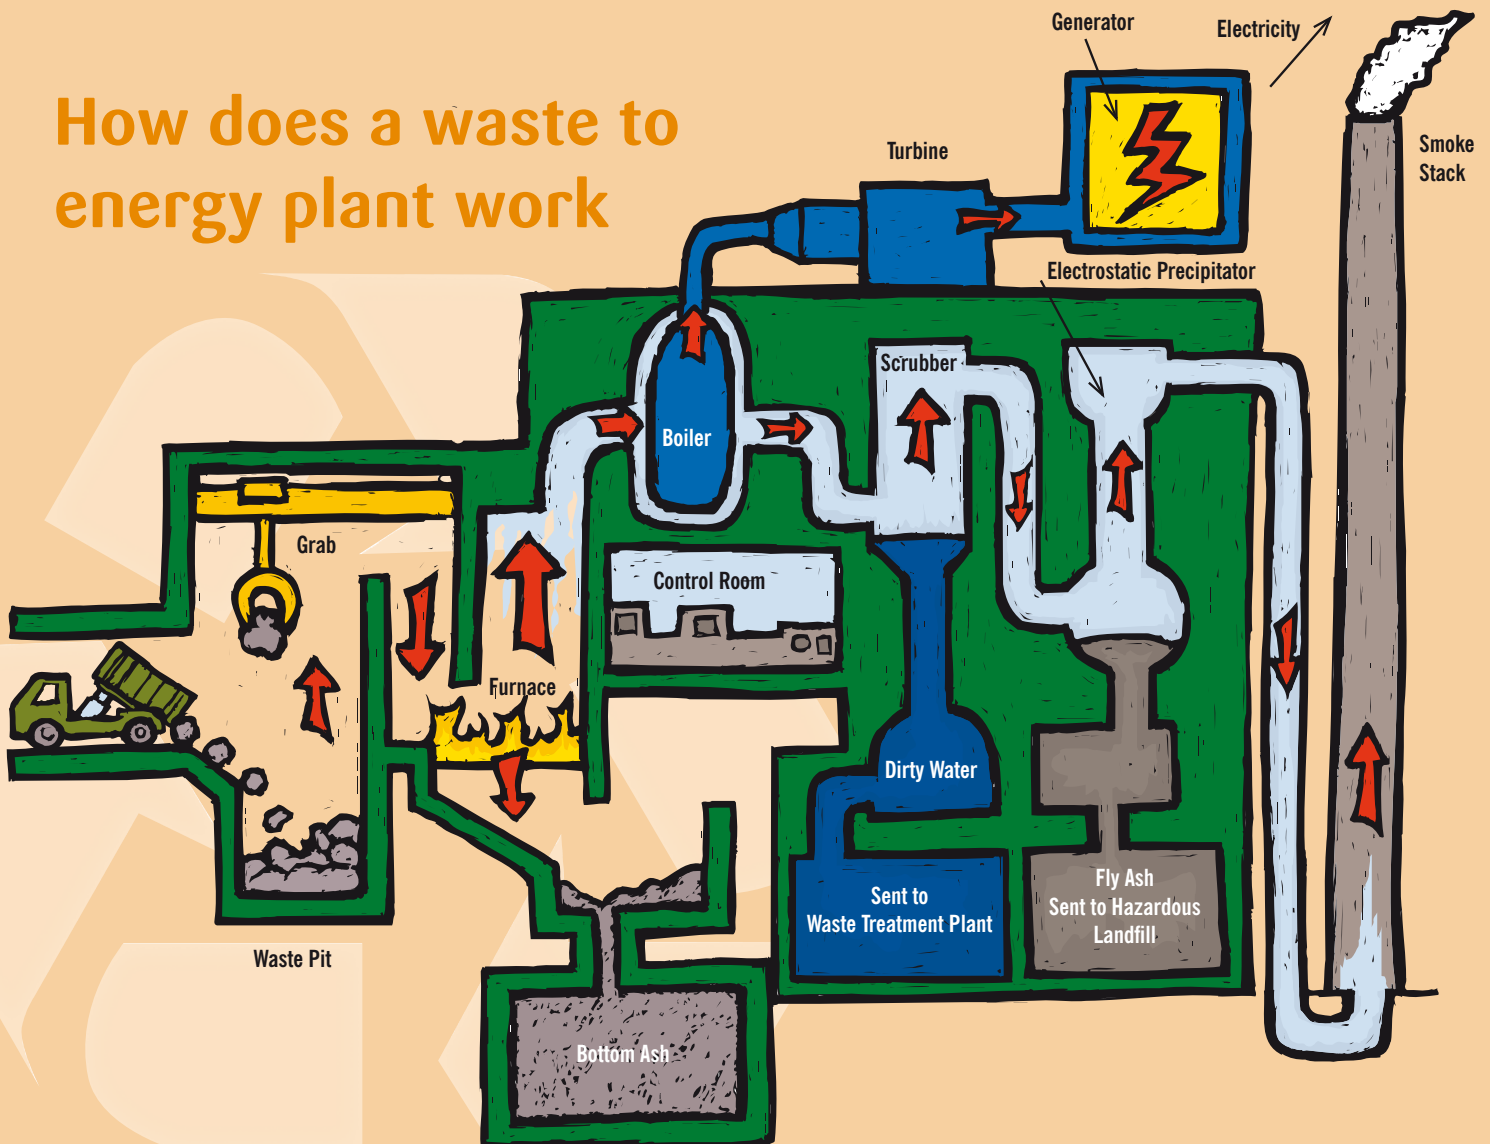 How does a waste to
energy plant work
Generator
Electricity
Smoke
Stack
Turbine
Electrostatic Precipitator
Scrubber
Boiler
Grab
Control Room
Furnace
Dirty Water
Sent to
Waste Treatment Plant
Fly Ash
Sent to Hazardous
Landfill
Waste Pit
Bottom Ash